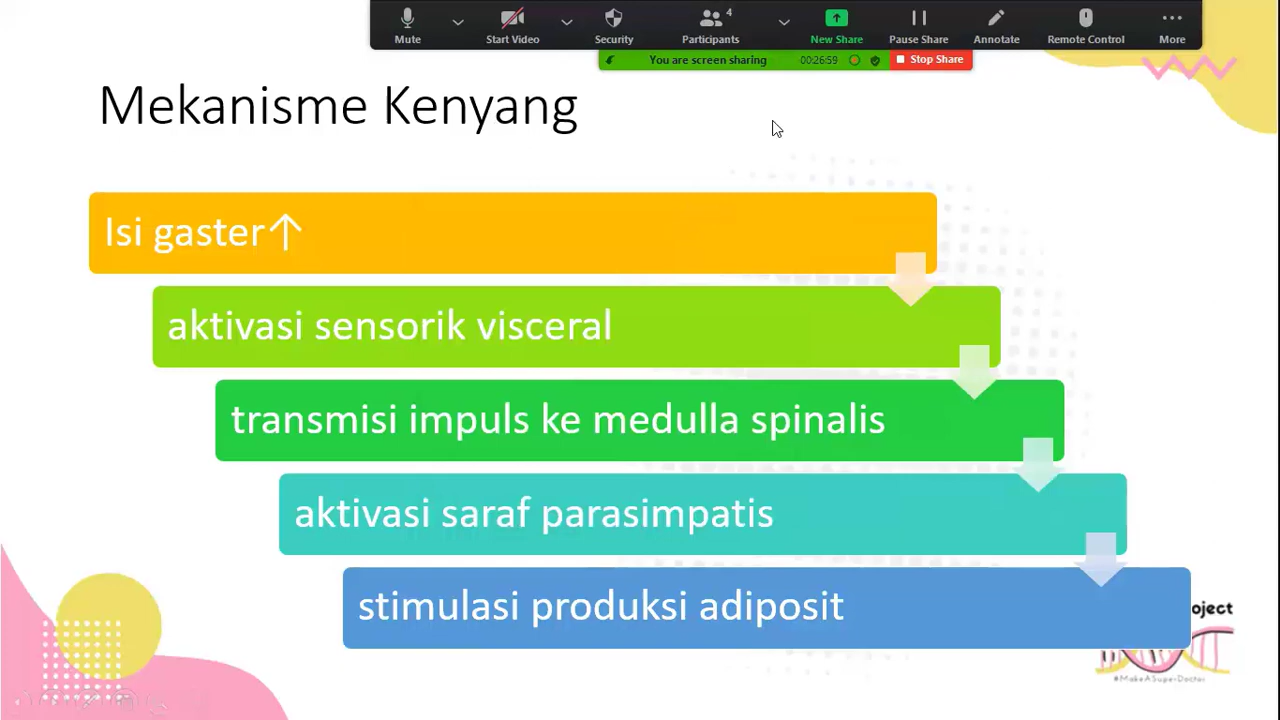 Mute
Start Video
Security
Participants
4
New Share
Pause Share
Annotate
Remote Control
More
You are screen sharing
00:26:59
Stop Share
Mekanisme Kenyang
Isi gaster↑
aktivasi sensorik visceral
transmisi impuls ke medulla spinalis
aktivasi saraf parasimpatis
stimulasi produksi adiposit
oject
#MakeASuperDoctor